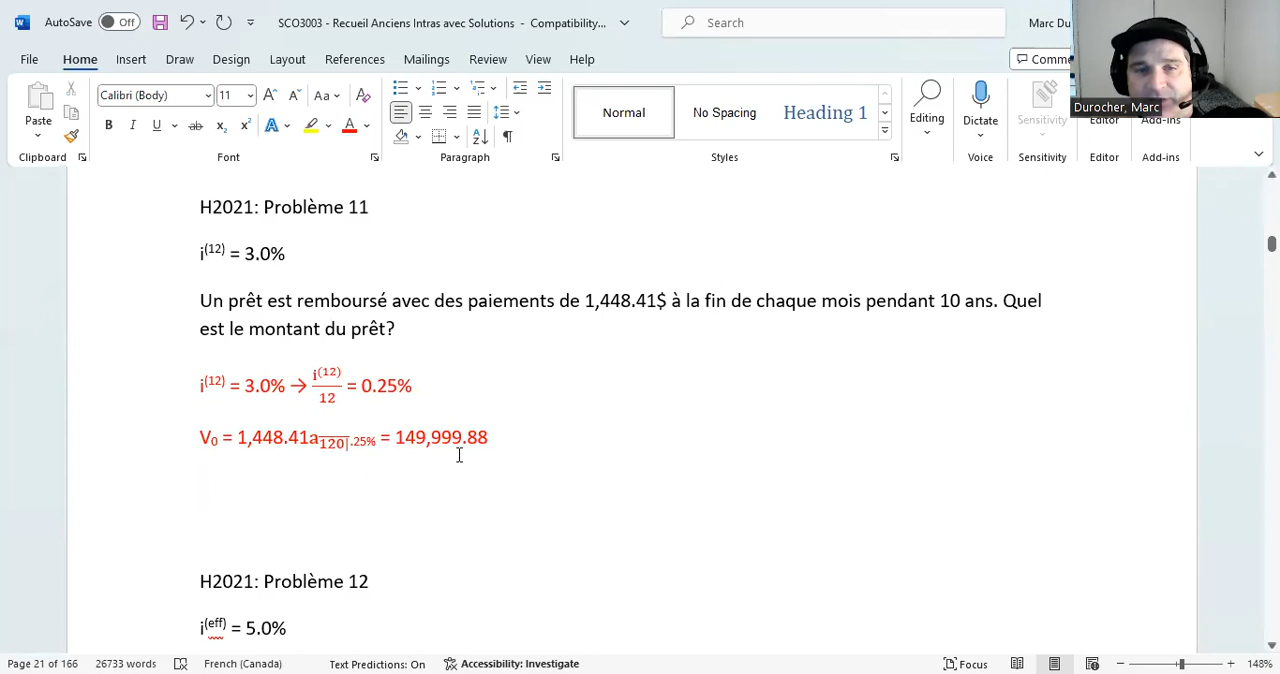 AutoSave Off SCO3003 - Recueil Anciens Intras avec Solutions - Compatibility... Search Marc Du
File Home Insert Draw Design Layout References Mailings Review View Help Comme
Durocher, Marc
Paste Calibri (Body) 11 Aa Normal No Spacing Heading 1 Editing Dictate Sensitivity Editor Add-ins
Clipboard Font Paragraph Styles Voice Sensitivity Editor Add-ins
H2021: Problème 11
i⁽¹²⁾ = 3.0%
Un prêt est remboursé avec des paiements de 1,448.41$ à la fin de chaque mois pendant 10 ans. Quel
est le montant du prêt?
i⁽¹²⁾ = 3.0% → i⁽¹²⁾/12 = 0.25%
V₀ = 1,448.41a120|.25% = 149,999.88
H2021: Problème 12
i(eff) = 5.0%
Page 21 of 166 26733 words French (Canada) Text Predictions: On Accessibility: Investigate Focus 148%